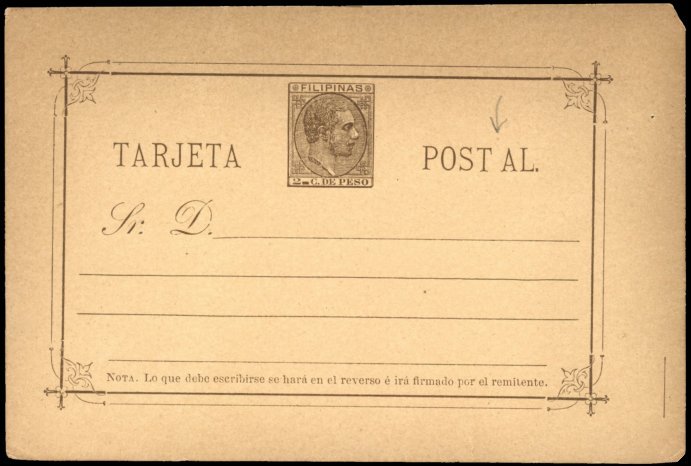 FILIPINAS
2 C. DE PESO
TARJETA POST AL.
Sr. D.
NOTA. Lo que debe escribirse se hará en el reverso é irá firmado por el remitente.